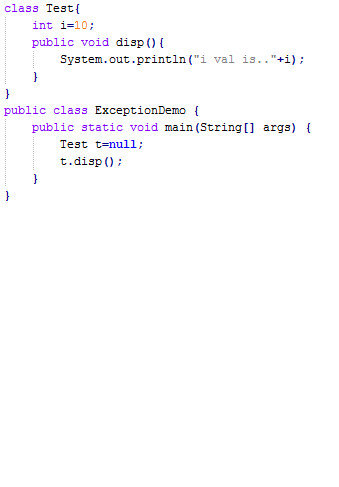 class Test{
    int i=10;
    public void disp(){
        System.out.println("i val is.."+i);
    }
}
public class ExceptionDemo {
    public static void main(String[] args) {
        Test t=null;
        t.disp();
    }
}